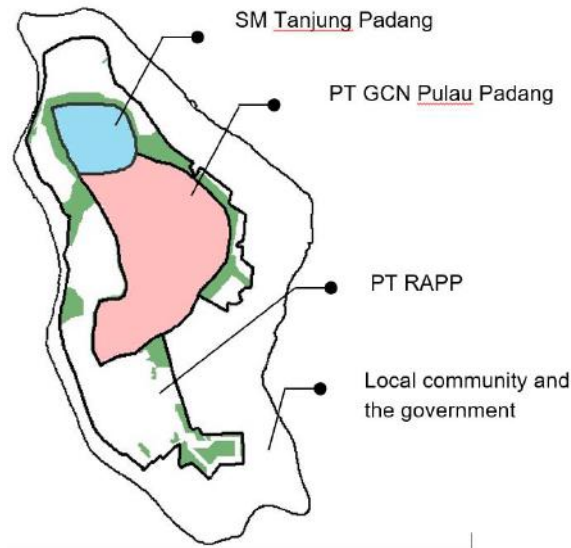 SM Tanjung Padang
PT GCN Pulau Padang
PT RAPP
Local community and
the government